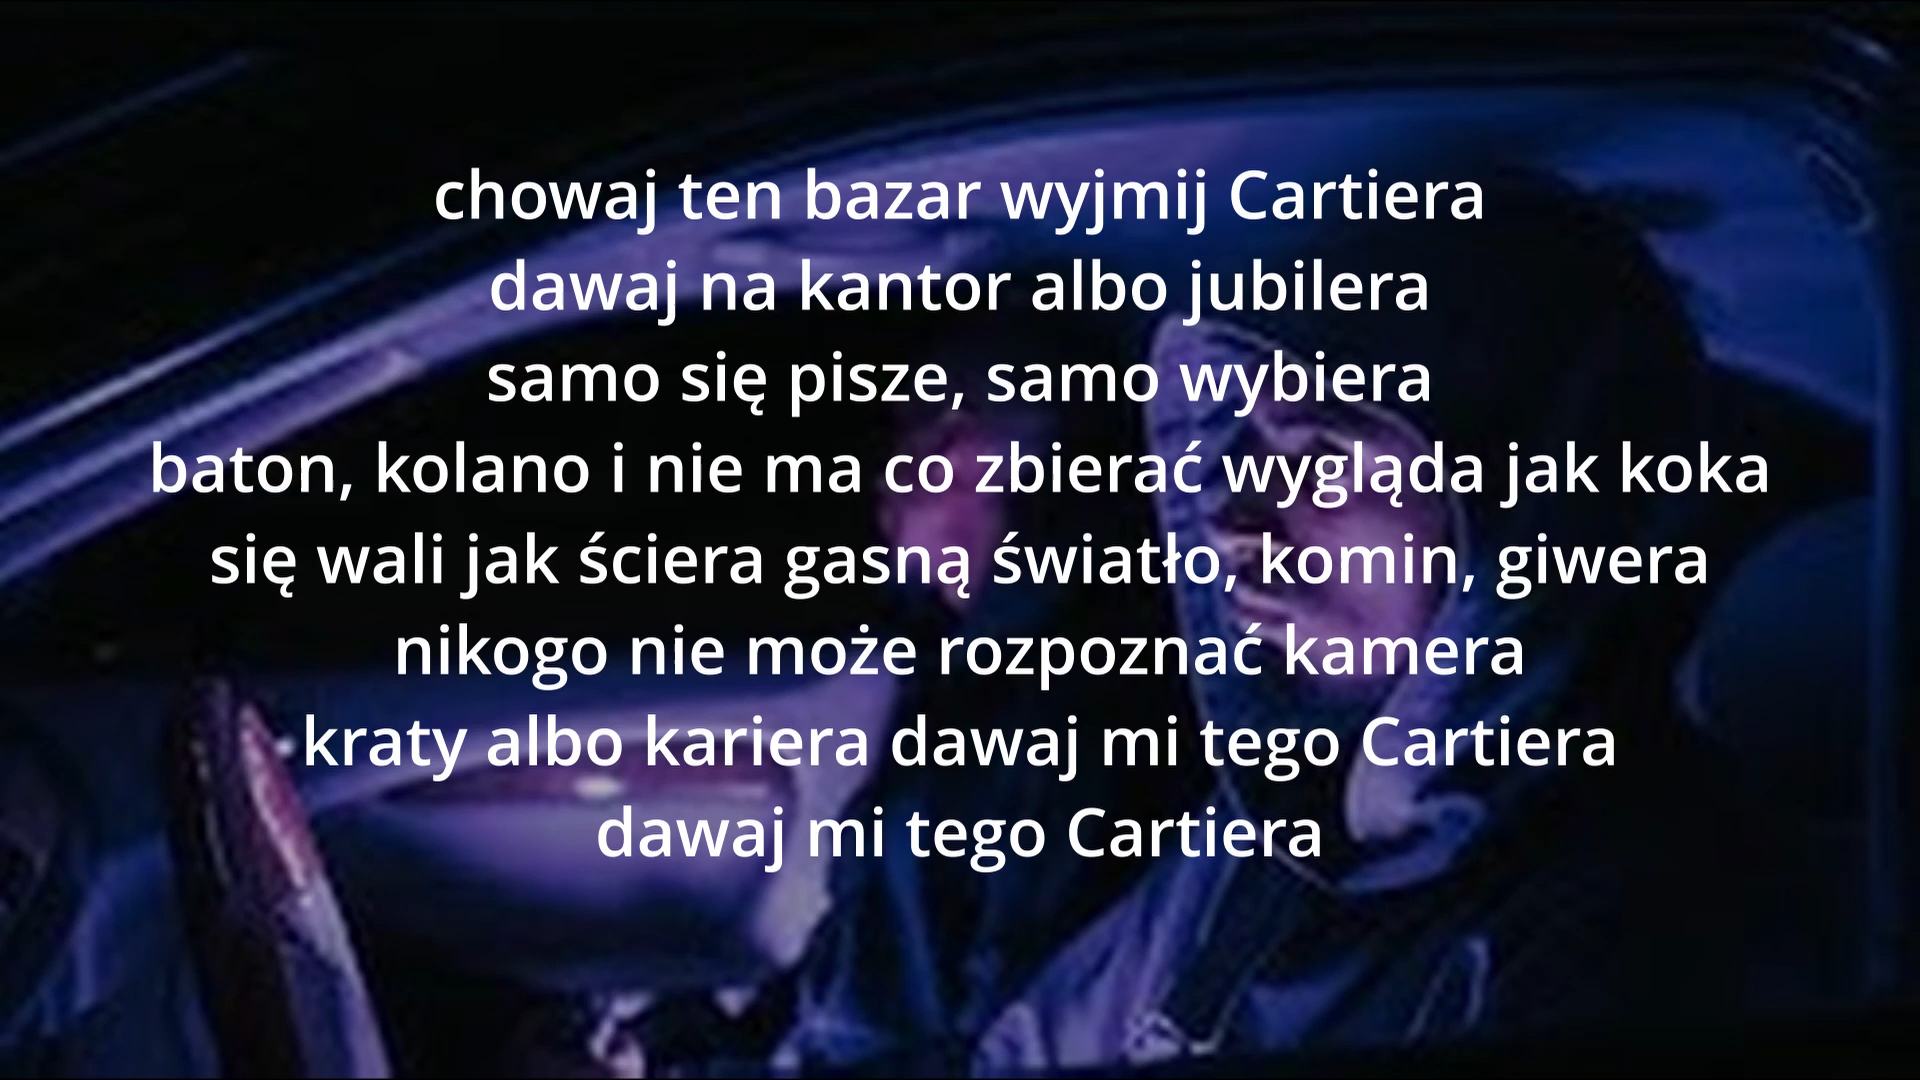 chowaj ten bazar wyjmij Cartiera
dawaj na kantor albo jubilera
samo się pisze, samo wybiera
baton, kolano i nie ma co zbierać wygląda jak koka
się wali jak ściera gasną światło, komin, giwera
nikogo nie może rozpoznać kamera
kraty albo kariera dawaj mi tego Cartiera
dawaj mi tego Cartiera